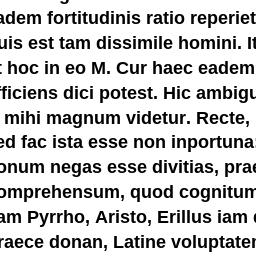 adem fortitudinis ratio reperiet
uis est tam dissimile homini. It
t hoc in eo M. Cur haec eadem
fficiens dici potest. Hic ambigu
mihi magnum videtur. Recte,
ed fac ista esse non inportuna;
onum negas esse divitias, prae
omprehensum, quod cognitum
am Pyrrho, Aristo, Erillus iam
raece donan, Latine voluptatem